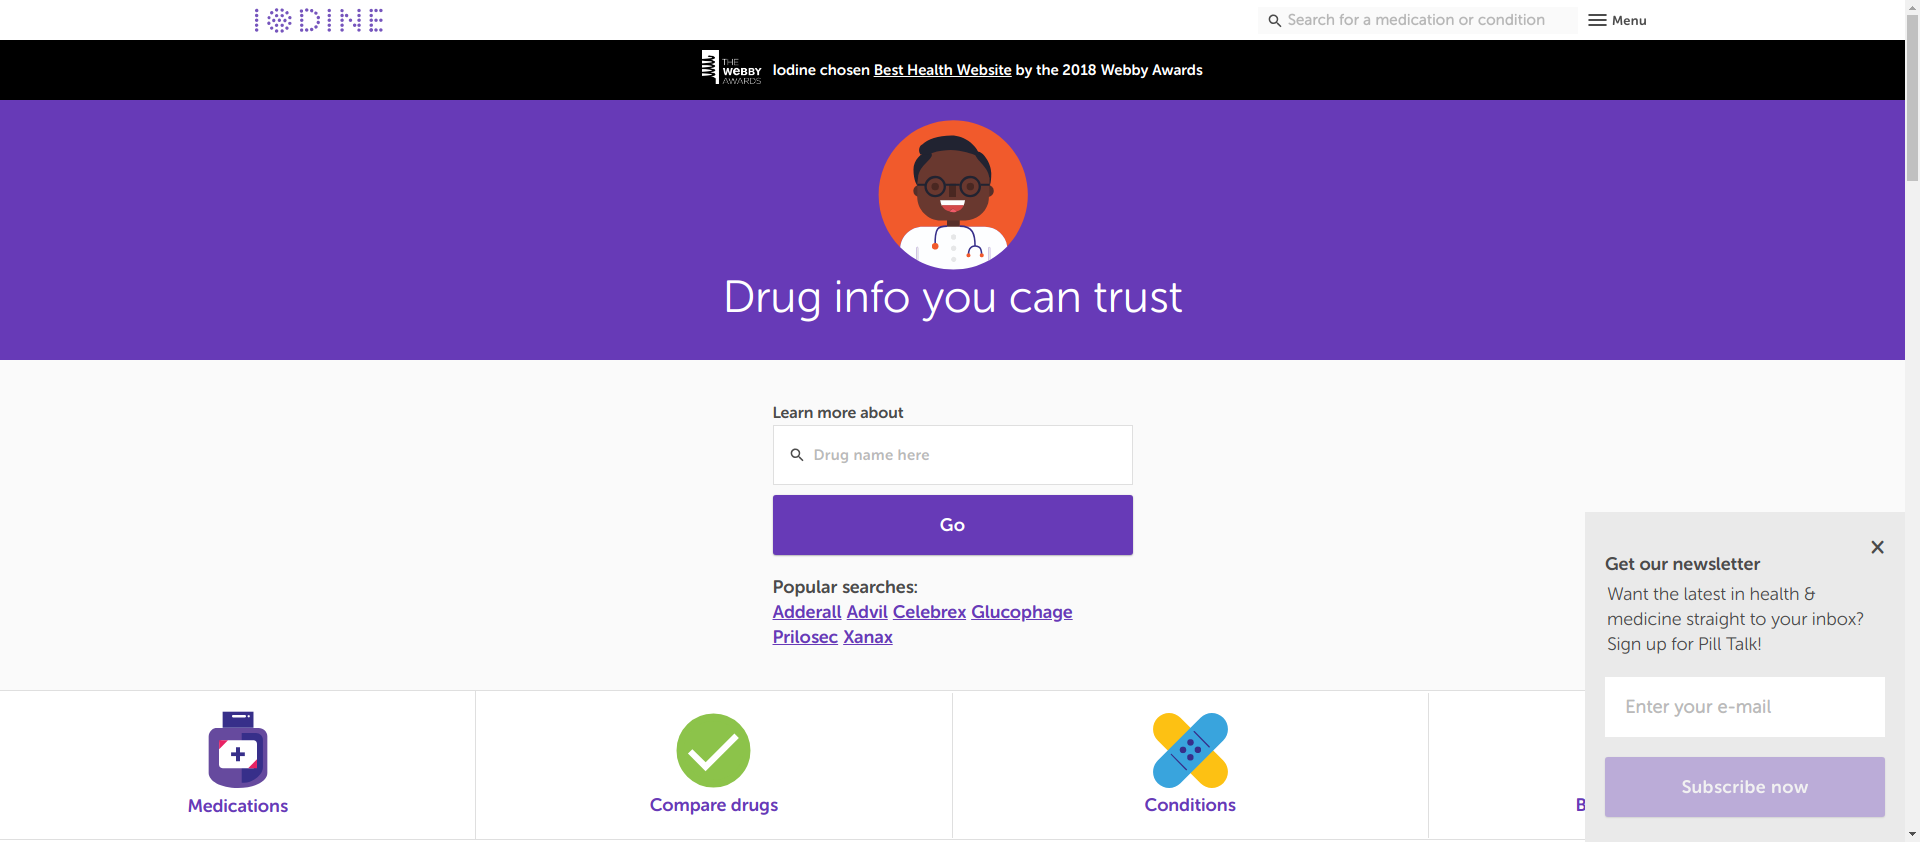 IODINE
Search for a medication or condition
Menu
THE
WEBBY
AWARDS
Iodine chosen Best Health Website by the 2018 Webby Awards
Drug info you can trust
Learn more about
Drug name here
Go
Popular searches:
Adderall Advil Celebrex Glucophage
Prilosec Xanax
Medications
Compare drugs
Conditions
B
Get our newsletter
Want the latest in health &
medicine straight to your inbox?
Sign up for Pill Talk!
Enter your e-mail
Subscribe now